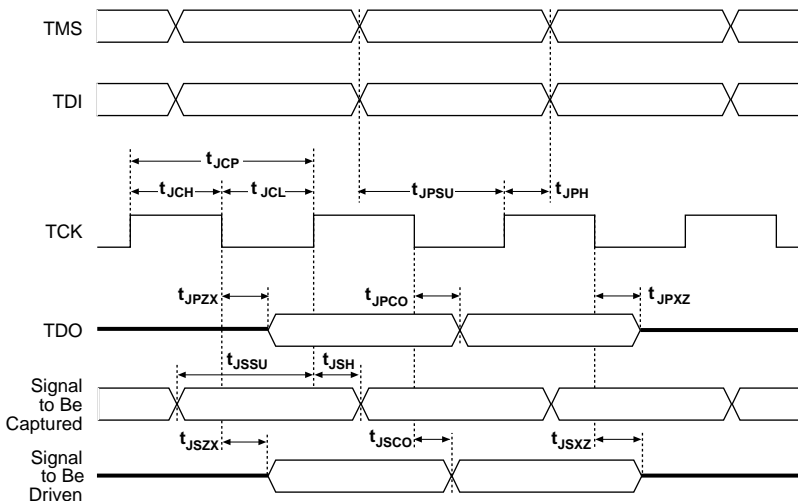 TMS
TDI
tJCP
tJCH
tJCL
tJPSU
tJPH
TCK
tJPZX
tJPCO
tJPXZ
TDO
tJSSU
tJSH
Signal
to Be
Captured
tJSZX
tJSCO
tJSXZ
Signal
to Be
Driven